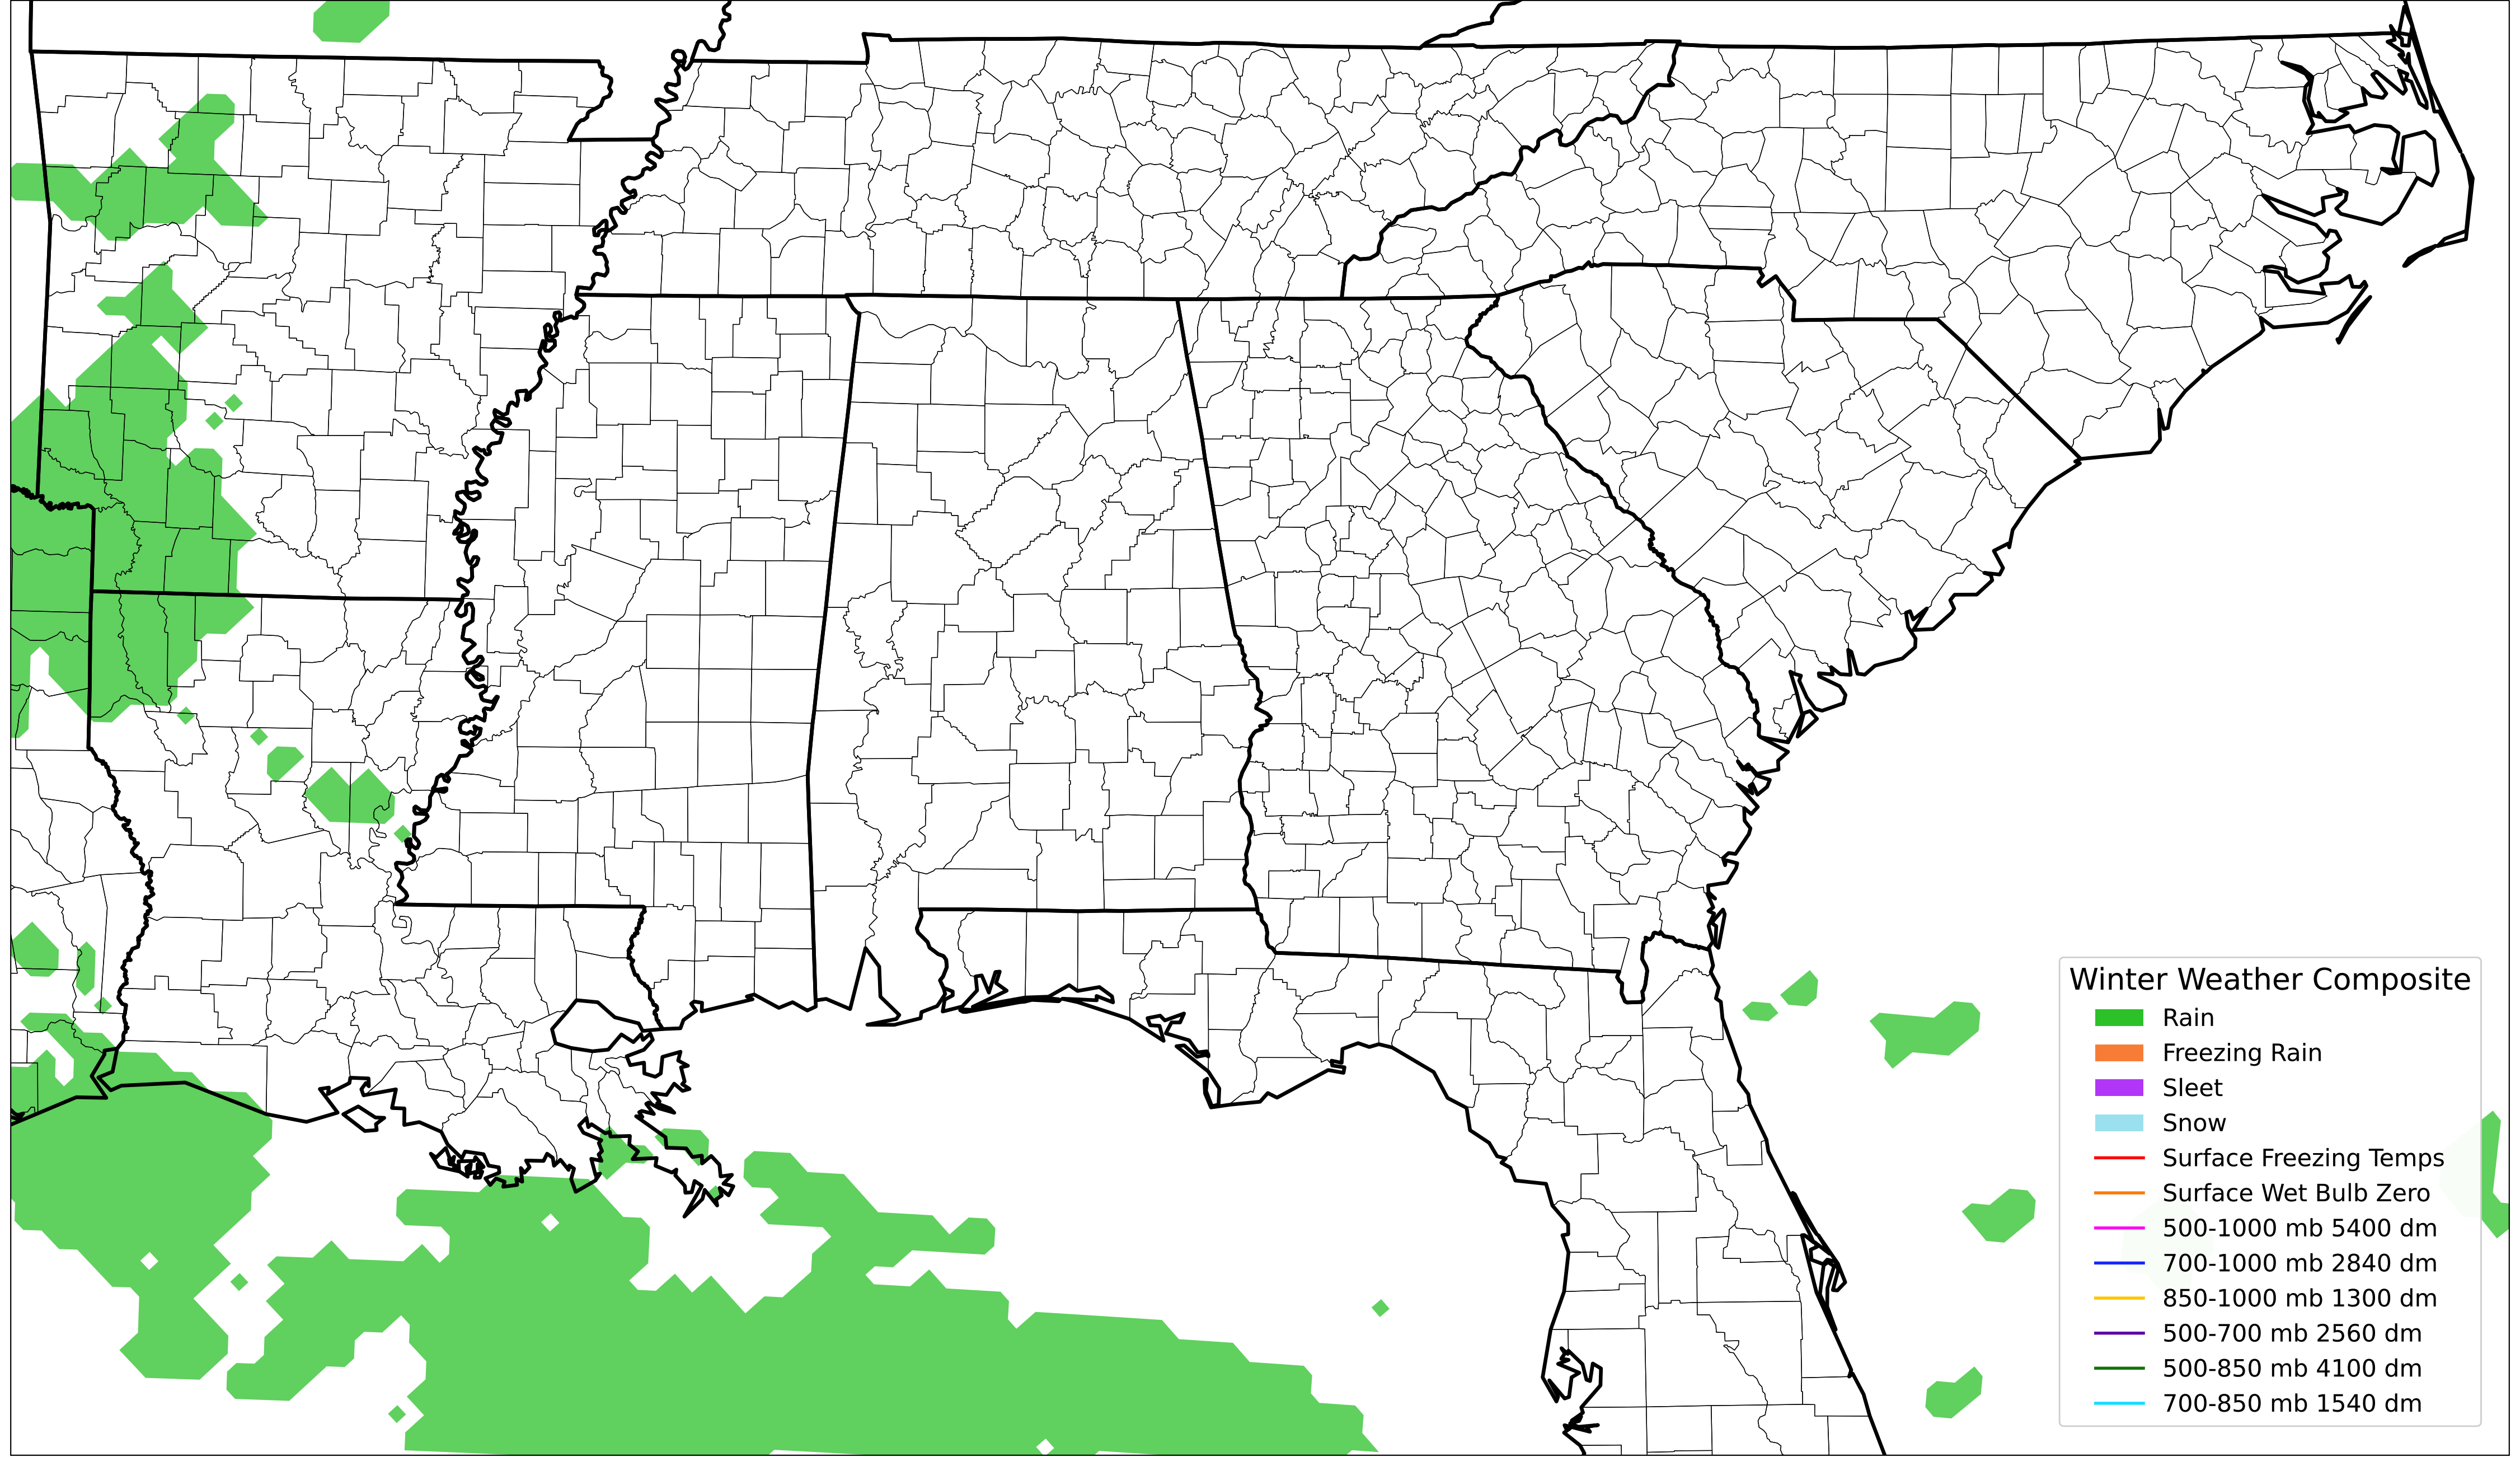 Winter Weather Composite
Rain
Freezing Rain
Sleet
Snow
Surface Freezing Temps
Surface Wet Bulb Zero
500-1000 mb 5400 dm
700-1000 mb 2840 dm
850-1000 mb 1300 dm
500-700 mb 2560 dm
500-850 mb 4100 dm
700-850 mb 1540 dm